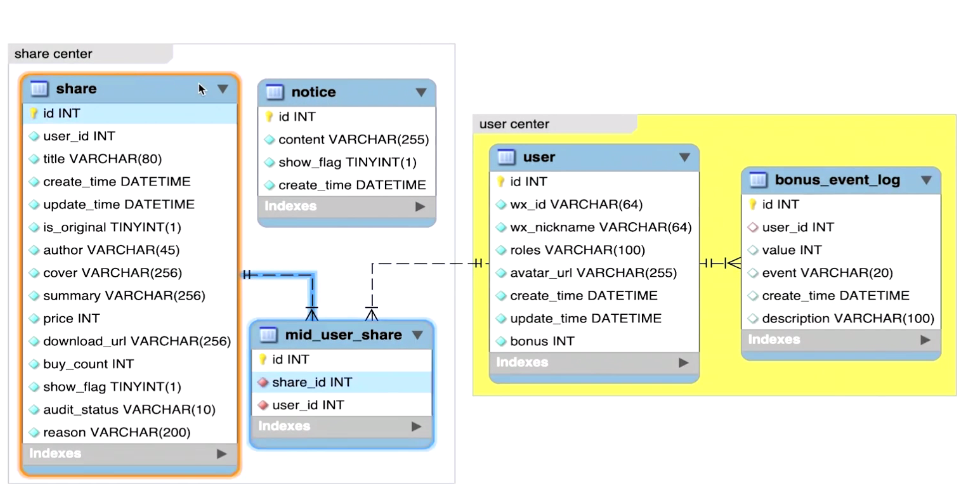 share center
share
id INT
user_id INT
title VARCHAR(80)
create_time DATETIME
update_time DATETIME
is_original TINYINT(1)
author VARCHAR(45)
cover VARCHAR(256)
summary VARCHAR(256)
price INT
download_url VARCHAR(256)
buy_count INT
show_flag TINYINT(1)
audit_status VARCHAR(10)
reason VARCHAR(200)
Indexes
notice
id INT
content VARCHAR(255)
show_flag TINYINT(1)
create_time DATETIME
Indexes
mid_user_share
id INT
share_id INT
user_id INT
Indexes
user center
user
id INT
wx_id VARCHAR(64)
wx_nickname VARCHAR(64)
roles VARCHAR(100)
avatar_url VARCHAR(255)
create_time DATETIME
update_time DATETIME
bonus INT
Indexes
bonus_event_log
id INT
user_id INT
value INT
event VARCHAR(20)
create_time DATETIME
description VARCHAR(100)
Indexes